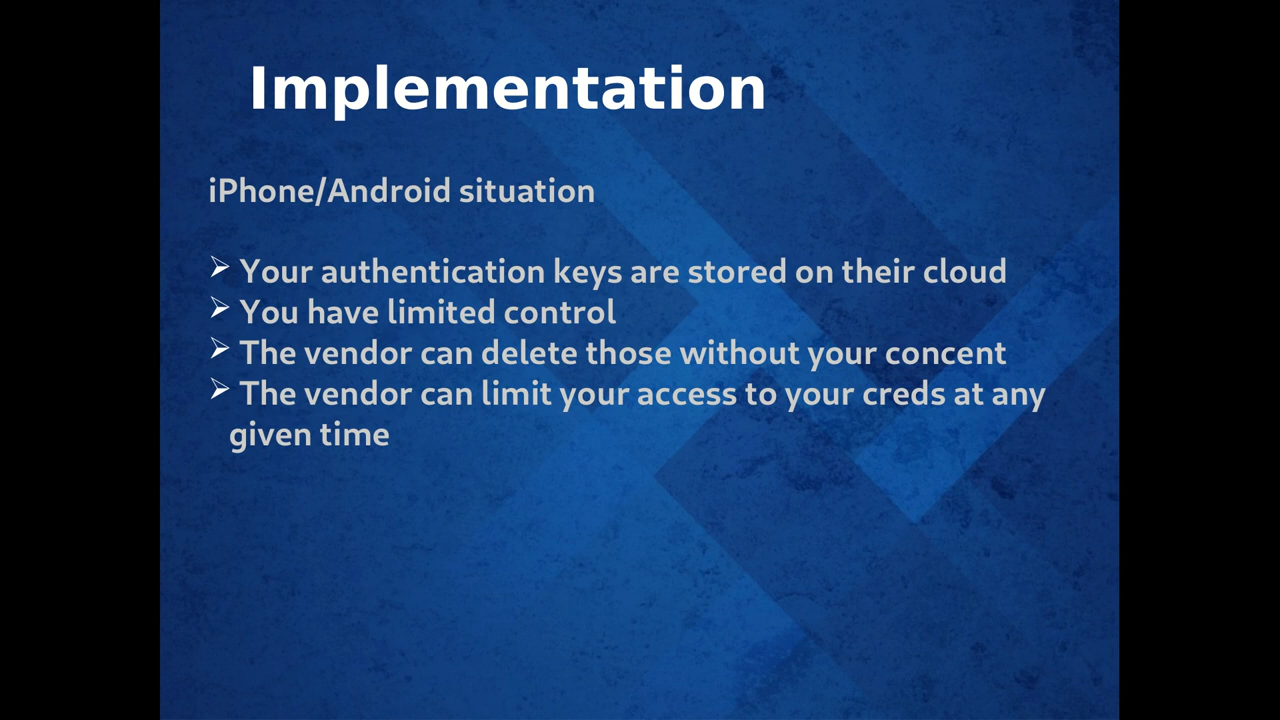 Implementation
iPhone/Android situation
➢ Your authentication keys are stored on their cloud
➢ You have limited control
➢ The vendor can delete those without your concent
➢ The vendor can limit your access to your creds at any
given time